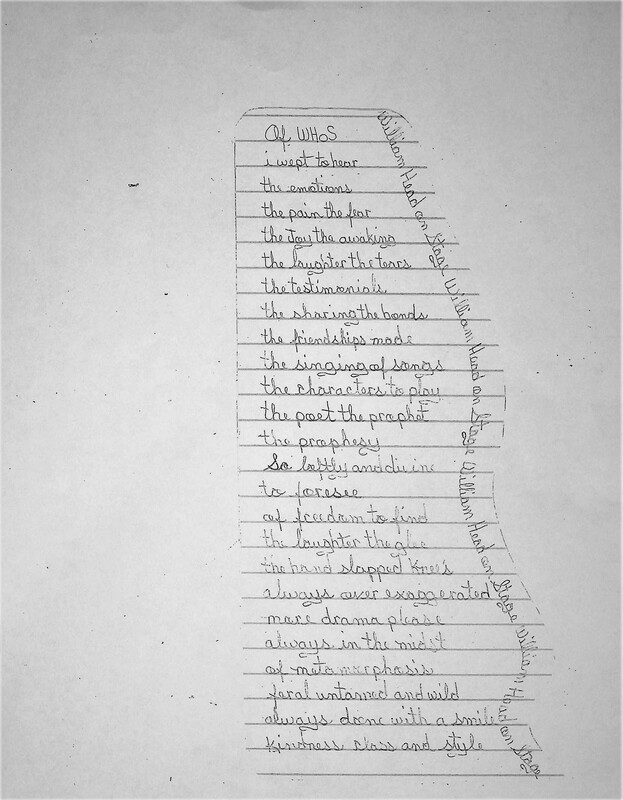 Of WHoS
i wept to hear
the emotions
the pain the fear
the Joy the awaking
the laughter the tears
the testimonials
the sharing the bonds
the friendships made
the singing of songs
the characters to play
the poet the prophet
the prophesy
So loftly and divine
to foresee
of freedom to find
the laughter the glee
the hand slapped knees
always over exaggerated
more drama please
always in the midst
of metamorphasis
feral untamed and wild
always done with a smile
kindness class and style
William Head on Stage William Head on Stage William Head on Stage William Head on Stage